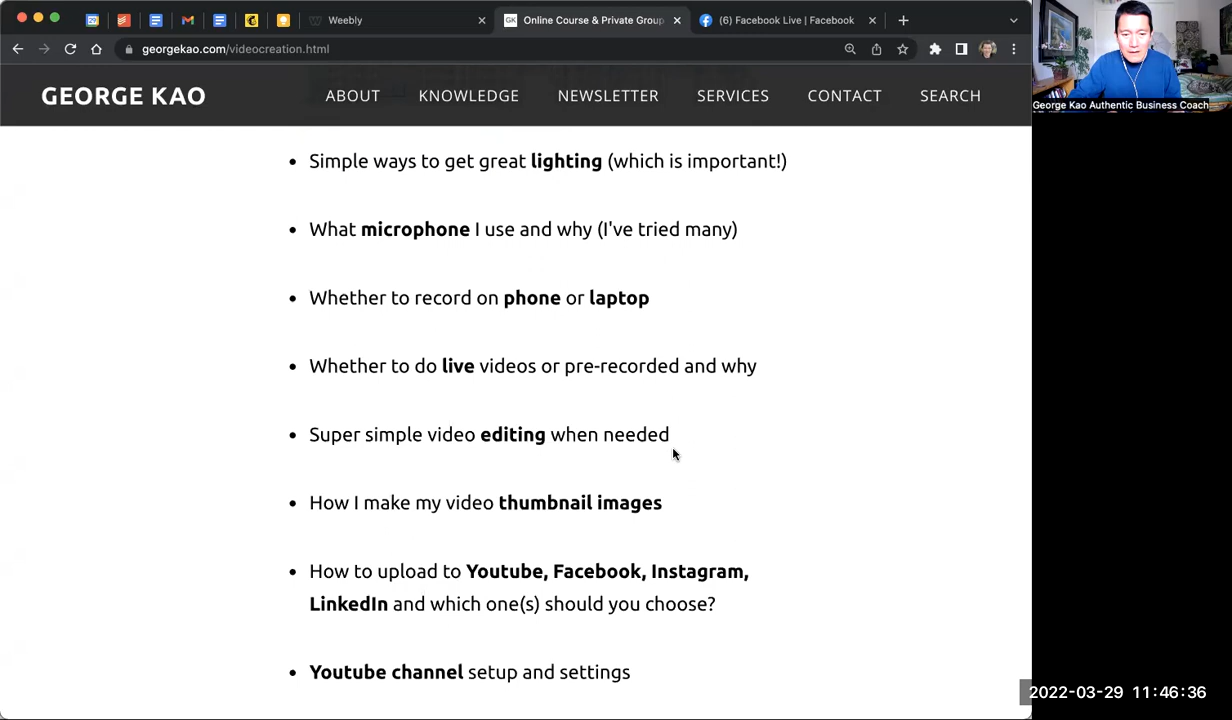 Weebly
Online Course & Private Group
(6) Facebook Live | Facebook
georgekao.com/videocreation.html
GEORGE KAO
ABOUT
KNOWLEDGE
NEWSLETTER
SERVICES
CONTACT
SEARCH
George Kao Authentic Business Coach
• Simple ways to get great lighting (which is important!)
• What microphone I use and why (I've tried many)
• Whether to record on phone or laptop
• Whether to do live videos or pre-recorded and why
• Super simple video editing when needed
• How I make my video thumbnail images
• How to upload to Youtube, Facebook, Instagram,
LinkedIn and which one(s) should you choose?
• Youtube channel setup and settings
2022-03-29 11:46:36